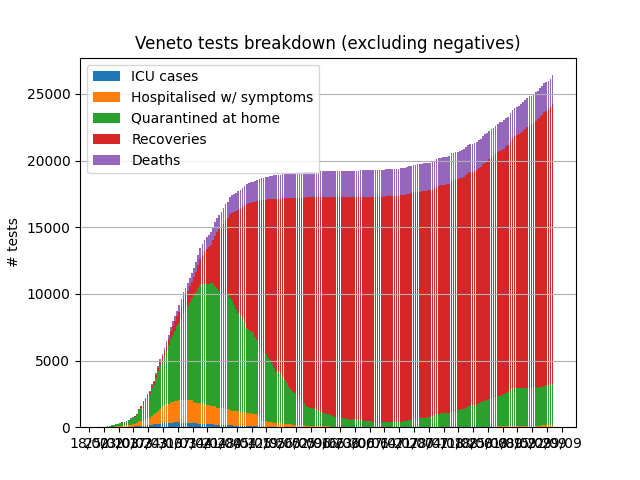 Veneto tests breakdown (excluding negatives)
ICU cases
Hospitalised w/ symptoms
Quarantined at home
Recoveries
Deaths
25000
20000
15000
10000
5000
0
# tests